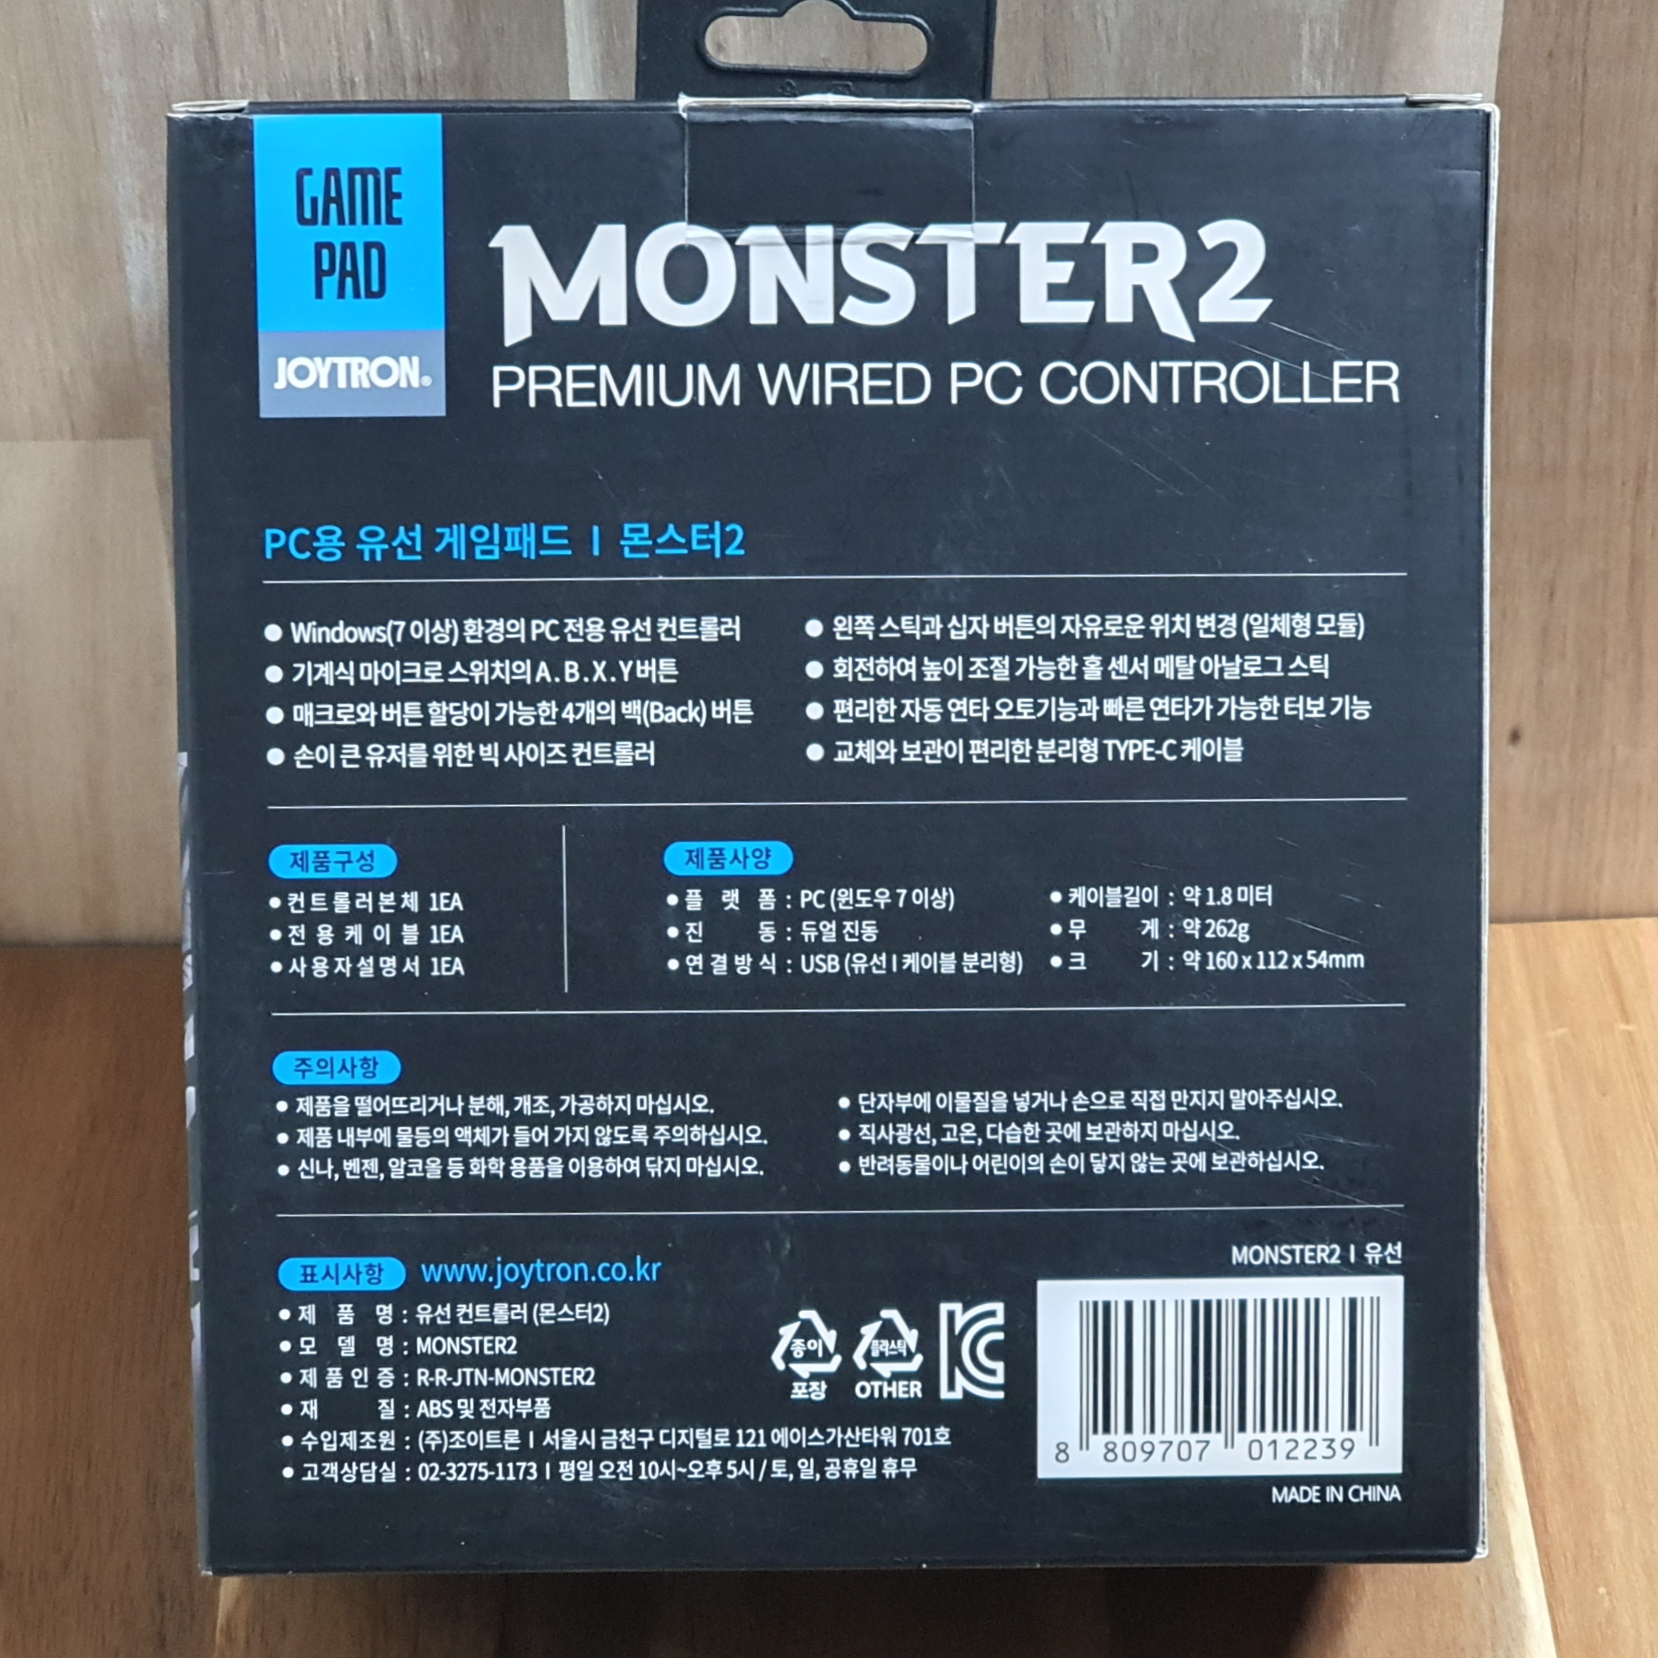 GAME
PAD
JOYTRON®
MONSTER2
PREMIUM WIRED PC CONTROLLER
PC용 유선 게임패드 I 몬스터2
● Windows(7 이상) 환경의 PC 전용 유선 컨트롤러
● 기계식 마이크로 스위치의 A . B . X . Y 버튼
● 매크로와 버튼 할당이 가능한 4개의 백(Back) 버튼
● 손이 큰 유저를 위한 빅 사이즈 컨트롤러
● 왼쪽 스틱과 십자 버튼의 자유로운 위치 변경 (일체형 모듈)
● 회전하여 높이 조절 가능한 홀 센서 메탈 아날로그 스틱
● 편리한 자동 연타 오토기능과 빠른 연타가 가능한 터보 기능
● 교체와 보관이 편리한 분리형 TYPE-C 케이블
제품구성
● 컨트롤러본체 1EA
● 전용케이블 1EA
● 사용자설명서 1EA
제품사양
● 플랫폼 : PC (윈도우 7 이상)
● 진동 : 듀얼 진동
● 연결방식 : USB (유선 I 케이블 분리형)
● 케이블길이 : 약 1.8 미터
● 무게 : 약 262g
● 크기 : 약 160 x 112 x 54mm
주의사항
● 제품을 떨어뜨리거나 분해, 개조, 가공하지 마십시오.
● 제품 내부에 물등의 액체가 들어 가지 않도록 주의하십시오.
● 신나, 벤젠, 알코올 등 화학 용품을 이용하여 닦지 마십시오.
● 단자부에 이물질을 넣거나 손으로 직접 만지지 말아주십시오.
● 직사광선, 고온, 다습한 곳에 보관하지 마십시오.
● 반려동물이나 어린이의 손이 닿지 않는 곳에 보관하십시오.
표시사항 www.joytron.co.kr
● 제품명 : 유선 컨트롤러 (몬스터2)
● 모델명 : MONSTER2
● 제품인증 : R-R-JTN-MONSTER2
● 재질 : ABS 및 전자부품
● 수입제조원 : (주)조이트론 I 서울시 금천구 디지털로 121 에이스가산타워 701호
● 고객상담실 : 02-3275-1173 I 평일 오전 10시~오후 5시 / 토, 일, 공휴일 휴무
종이
포장
플라스틱
OTHER
KC
MONSTER2 I 유선
8 809707 012239
MADE IN CHINA